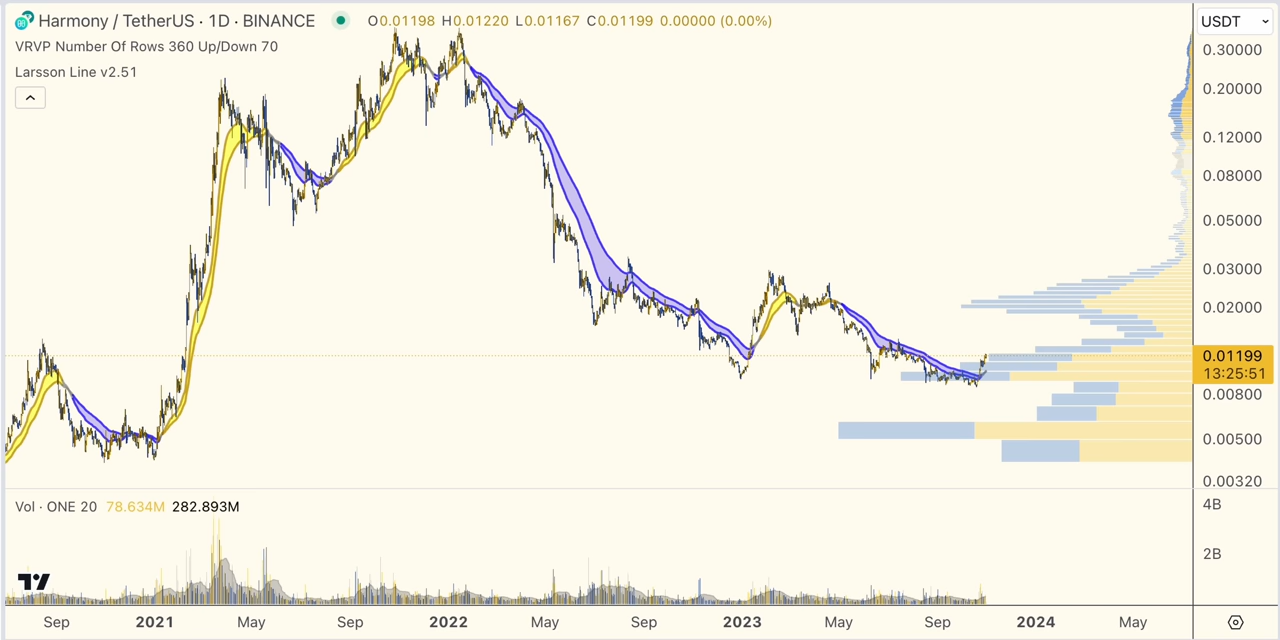 Harmony / TetherUS · 1D · BINANCE O0.01198 H0.01220 L0.01167 C0.01199 0.00000 (0.00%)
USDT
VRVP Number Of Rows 360 Up/Down 70
Larsson Line v2.51
0.30000
0.20000
0.12000
0.08000
0.05000
0.03000
0.02000
0.01199
13:25:51
0.00800
0.00500
0.00320
Vol · ONE 20 78.634M 282.893M
4B
2B
Sep 2021 May Sep 2022 May Sep 2023 May Sep 2024 May